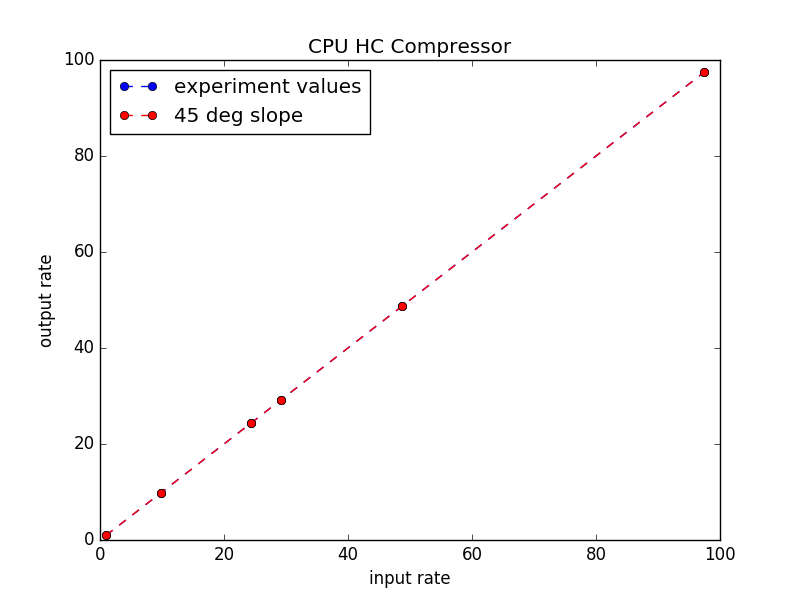 CPU HC Compressor
experiment values
45 deg slope
100
80
60
40
20
0
output rate
0 20 40 60 80 100
input rate